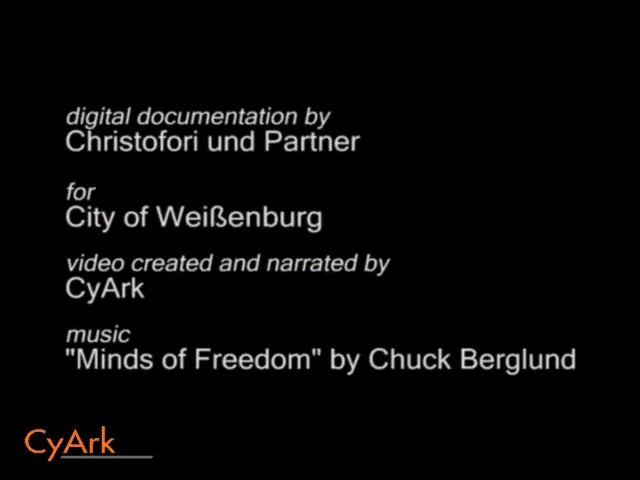 digital documentation by
Christofori und Partner
for
City of Weißenburg
video created and narrated by
CyArk
music
"Minds of Freedom" by Chuck Berglund
CyArk